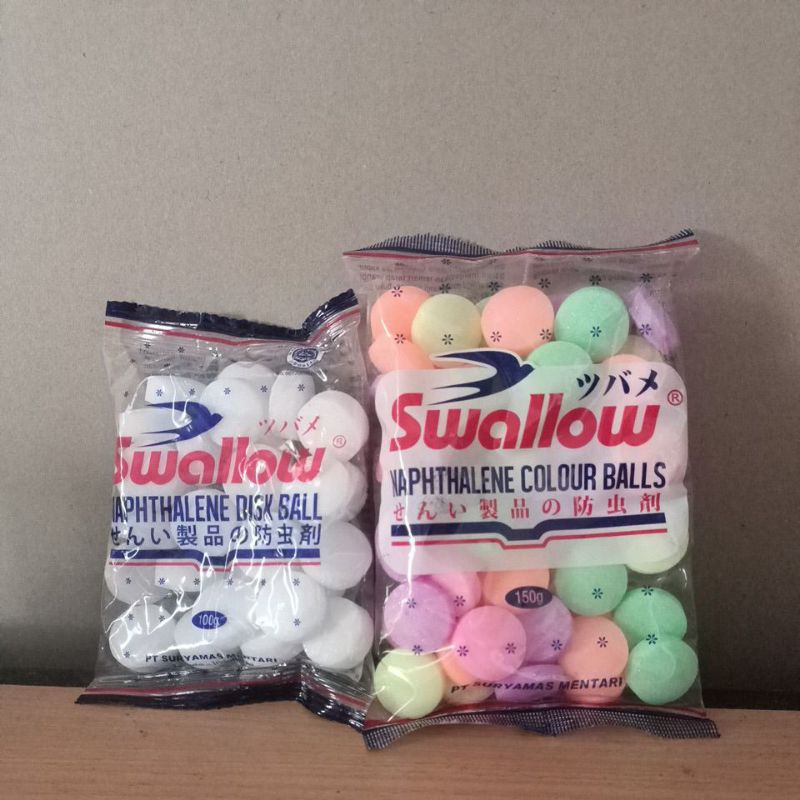 ツバメ
Swallow®
NAPHTHALENE DISK BALL
せんい製品の防虫剤
100g
PT SURYAMAS MENTARI
ツバメ
Swallow®
NAPHTHALENE COLOUR BALLS
せんい製品の防虫剤
150g
PT SURYAMAS MENTARI